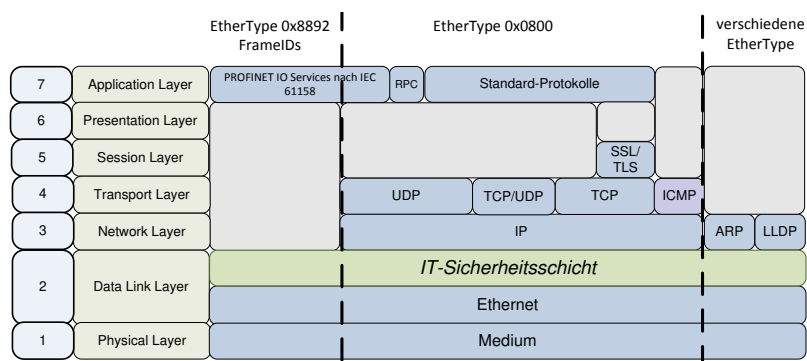 EtherType 0x8892
FrameIDs
EtherType 0x0800
verschiedene
EtherType
7
Application Layer
PROFINET IO Services nach IEC
61158
RPC
Standard-Protokolle
6
Presentation Layer
5
Session Layer
SSL/
TLS
4
Transport Layer
UDP
TCP/UDP
TCP
ICMP
3
Network Layer
IP
ARP
LLDP
2
Data Link Layer
IT-Sicherheitsschicht
Ethernet
1
Physical Layer
Medium